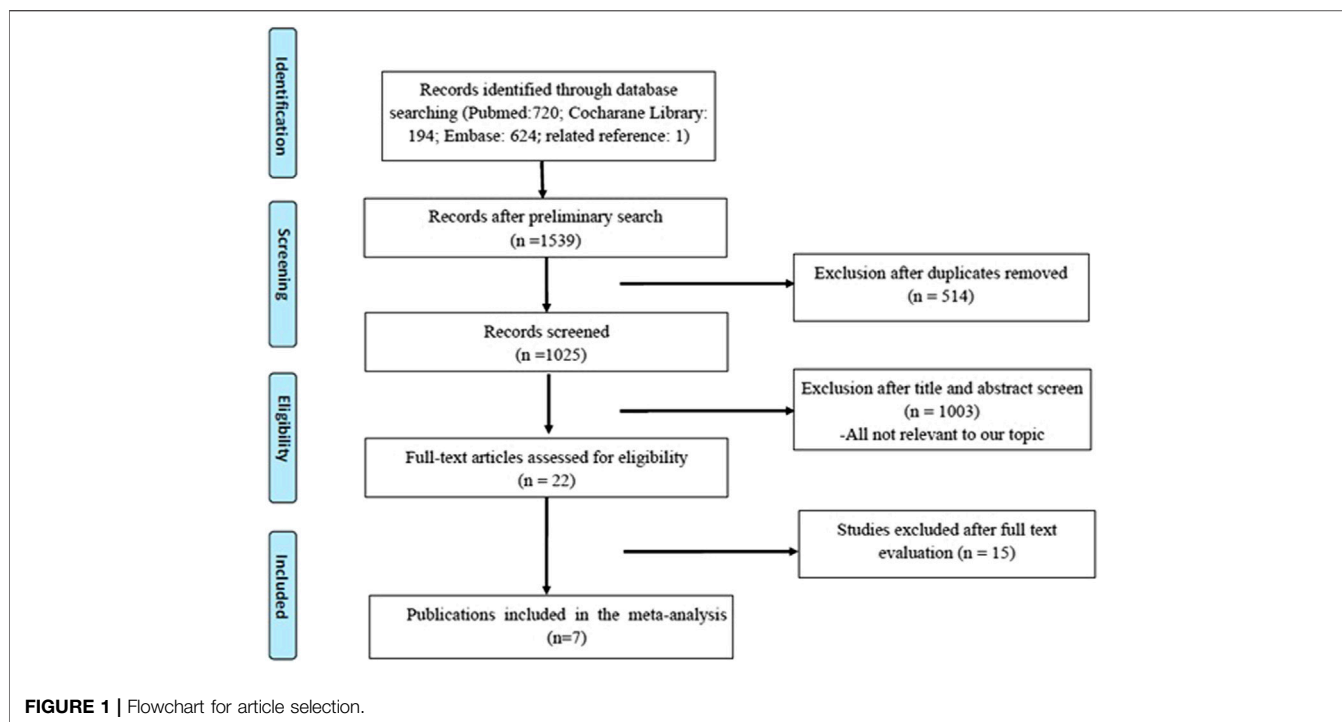 Identification
Records identified through database
searching (Pubmed:720; Cocharane Library:
194; Embase: 624; related reference: 1)
Screening
Records after preliminary search
(n =1539)
Exclusion after duplicates removed
(n = 514)
Records screened
(n =1025)
Eligibility
Exclusion after title and abstract screen
(n = 1003)
-All not relevant to our topic
Full-text articles assessed for eligibility
(n = 22)
Studies excluded after full text
evaluation (n = 15)
Included
Publications included in the meta-analysis
(n=7)
FIGURE 1 | Flowchart for article selection.